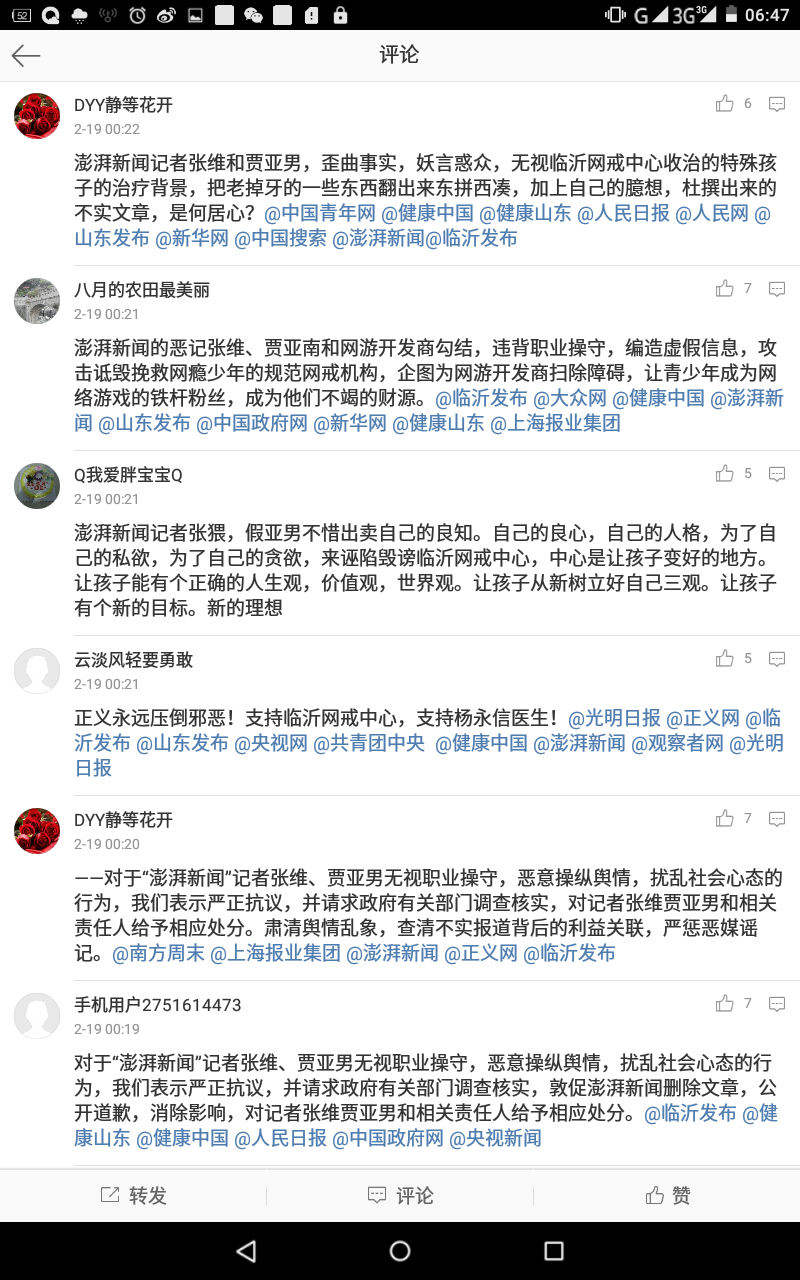 52
G
3G
3G
06:47
评论
DYY静等花开
6
2-19 00:22
澎湃新闻记者张维和贾亚男，歪曲事实，妖言惑众，无视临沂网戒中心收治的特殊孩
子的治疗背景，把老掉牙的一些东西翻出来东拼西凑，加上自己的臆想，杜撰出来的
不实文章，是何居心？@中国青年网 @健康中国 @健康山东 @人民日报 @人民网 @
山东发布 @新华网 @中国搜索 @澎湃新闻@临沂发布
八月的农田最美丽
7
2-19 00:21
澎湃新闻的恶记张维、贾亚南和网游开发商勾结，违背职业操守，编造虚假信息，攻
击诋毁挽救网瘾少年的规范网戒机构，企图为网游开发商扫除障碍，让青少年成为网
络游戏的铁杆粉丝，成为他们不竭的财源。@临沂发布 @大众网 @健康中国 @澎湃新
闻 @山东发布 @中国政府网 @新华网 @健康山东 @上海报业集团
Q我爱胖宝宝Q
5
2-19 00:21
澎湃新闻记者张猥，假亚男不惜出卖自己的良知。自己的良心，自己的人格，为了自
己的私欲，为了自己的贪欲，来诬陷毁谤临沂网戒中心，中心是让孩子变好的地方。
让孩子能有个正确的人生观，价值观，世界观。让孩子从新树立好自己三观。让孩子
有个新的目标。新的理想
云淡风轻要勇敢
5
2-19 00:21
正义永远压倒邪恶！支持临沂网戒中心，支持杨永信医生！@光明日报 @正义网 @临
沂发布 @山东发布 @央视网 @共青团中央 @健康中国 @澎湃新闻 @观察者网 @光明
日报
DYY静等花开
7
2-19 00:20
——对于“澎湃新闻”记者张维、贾亚男无视职业操守，恶意操纵舆情，扰乱社会心态的
行为，我们表示严正抗议，并请求政府有关部门调查核实，对记者张维贾亚男和相关
责任人给予相应处分。肃清舆情乱象，查清不实报道背后的利益关联，严惩恶媒谣
记。@南方周末 @上海报业集团 @澎湃新闻 @正义网 @临沂发布
手机用户2751614473
7
2-19 00:19
对于“澎湃新闻”记者张维、贾亚男无视职业操守，恶意操纵舆情，扰乱社会心态的行
为，我们表示严正抗议，并请求政府有关部门调查核实，敦促澎湃新闻删除文章，公
开道歉，消除影响，对记者张维贾亚男和相关责任人给予相应处分。@临沂发布 @健
康山东 @健康中国 @人民日报 @中国政府网 @央视新闻
转发
评论
赞